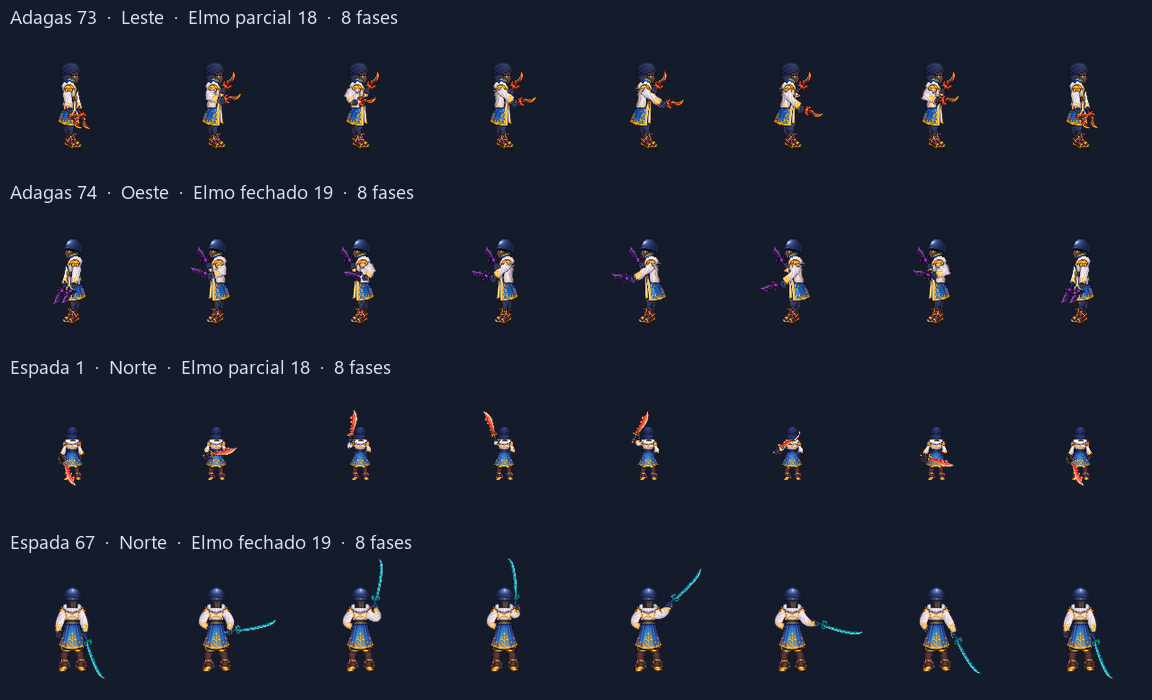 Adagas 73 · Leste · Elmo parcial 18 · 8 fases
Adagas 74 · Oeste · Elmo fechado 19 · 8 fases
Espada 1 · Norte · Elmo parcial 18 · 8 fases
Espada 67 · Norte · Elmo fechado 19 · 8 fases